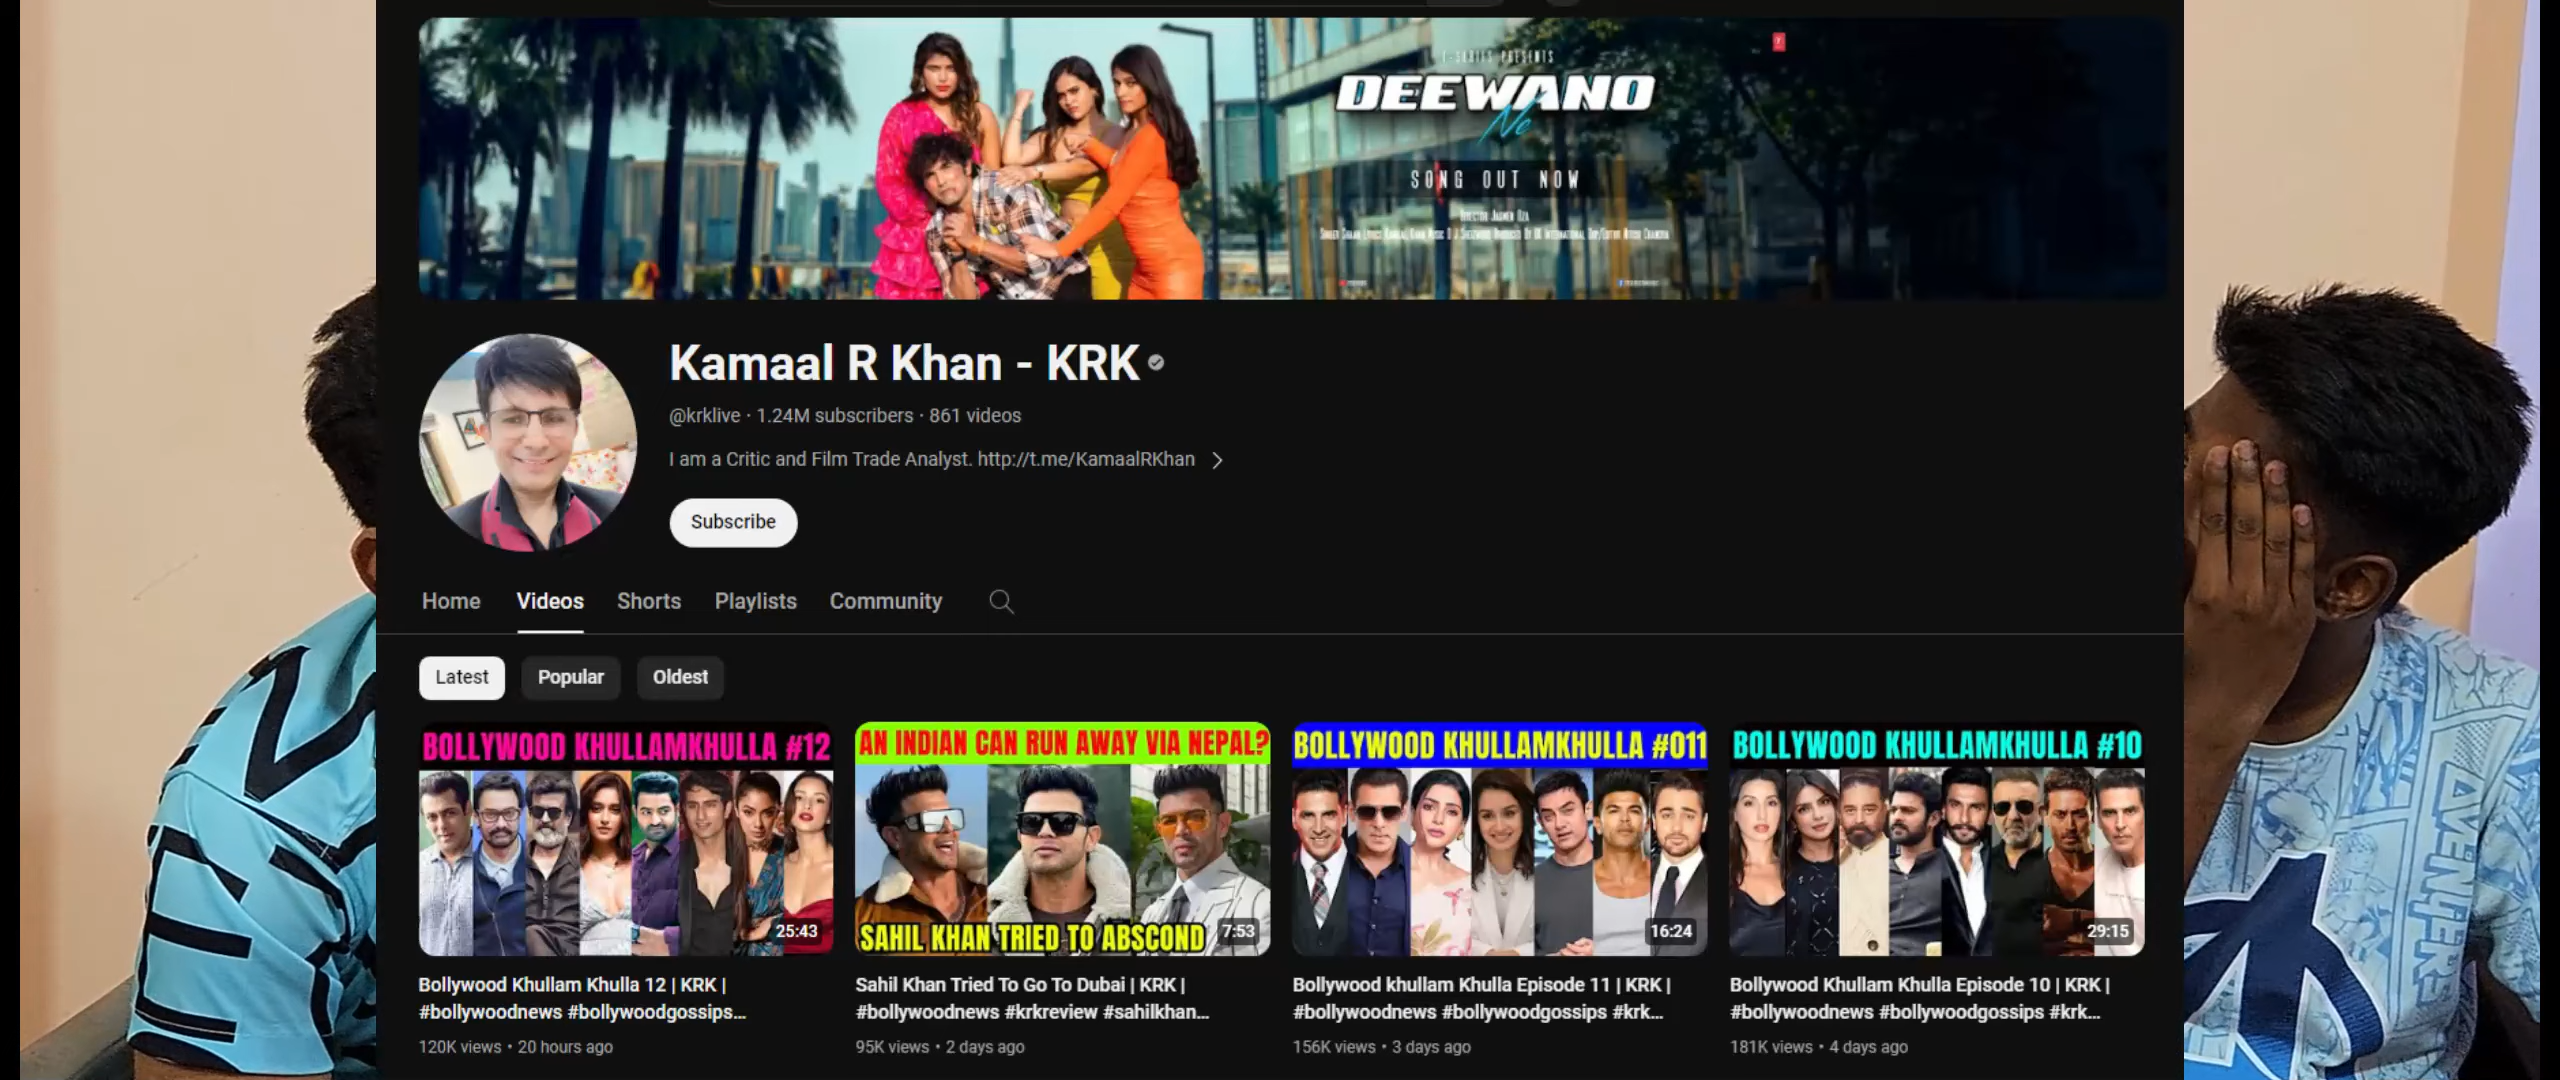 T-SERIES PRESENTS
DEEWANO
Ne
SONG OUT NOW
DIRECTOR JASMEN OZA
Kamaal R Khan - KRK
@krklive · 1.24M subscribers · 861 videos
I am a Critic and Film Trade Analyst. http://t.me/KamaalRKhan
Subscribe
Home Videos Shorts Playlists Community
Latest Popular Oldest
BOLLYWOOD KHULLAMKHULLA #12
25:43
Bollywood Khullam Khulla 12 | KRK |
#bollywoodnews #bollywoodgossips...
120K views • 20 hours ago
AN INDIAN CAN RUN AWAY VIA NEPAL?
SAHIL KHAN TRIED TO ABSCOND
7:53
Sahil Khan Tried To Go To Dubai | KRK |
#bollywoodnews #krkreview #sahilkhan...
95K views • 2 days ago
BOLLYWOOD KHULLAMKHULLA #011
16:24
Bollywood khullam Khulla Episode 11 | KRK |
#bollywoodnews #bollywoodgossips #krk...
156K views • 3 days ago
BOLLYWOOD KHULLAMKHULLA #10
29:15
Bollywood Khullam Khulla Episode 10 | KRK |
#bollywoodnews #bollywoodgossips #krk...
181K views • 4 days ago